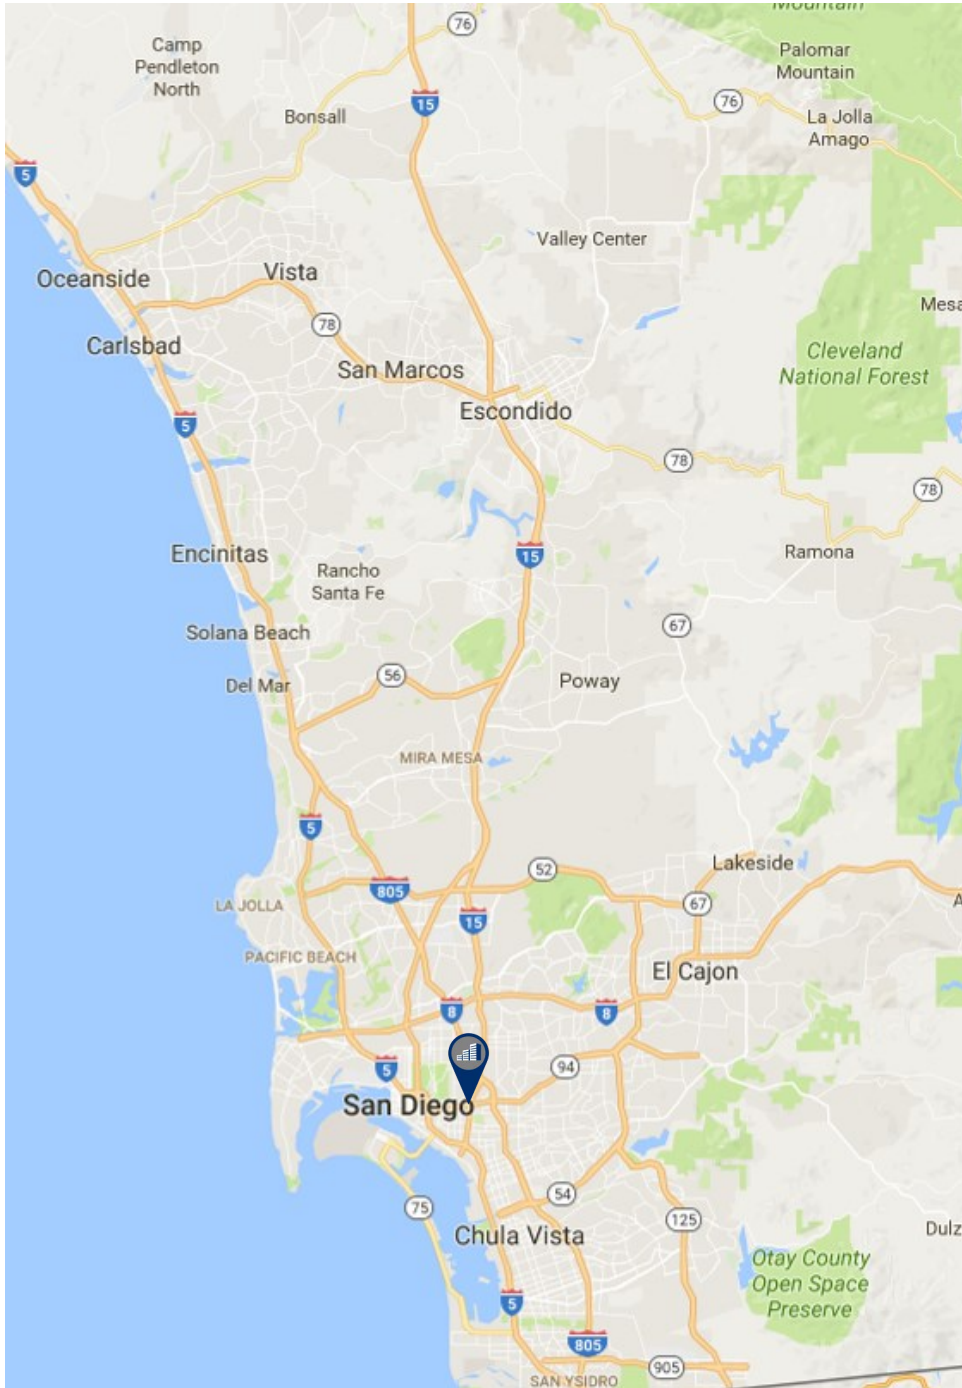 Mountain
76
Camp
Pendleton
North
Palomar
Mountain
15
76
Bonsall
La Jolla
Amago
5
Valley Center
Oceanside
Vista
Mesa
78
Carlsbad
San Marcos
Cleveland
National Forest
Escondido
5
78
78
Encinitas
15
Ramona
Rancho
Santa Fe
Solana Beach
67
56
Del Mar
Poway
MIRA MESA
5
Lakeside
52
805
LA JOLLA
67
A
15
PACIFIC BEACH
El Cajon
8
8
5
94
San Diego
54
75
125
Chula Vista
Dulz
Otay County
Open Space
Preserve
5
805
905
SAN YSIDRO